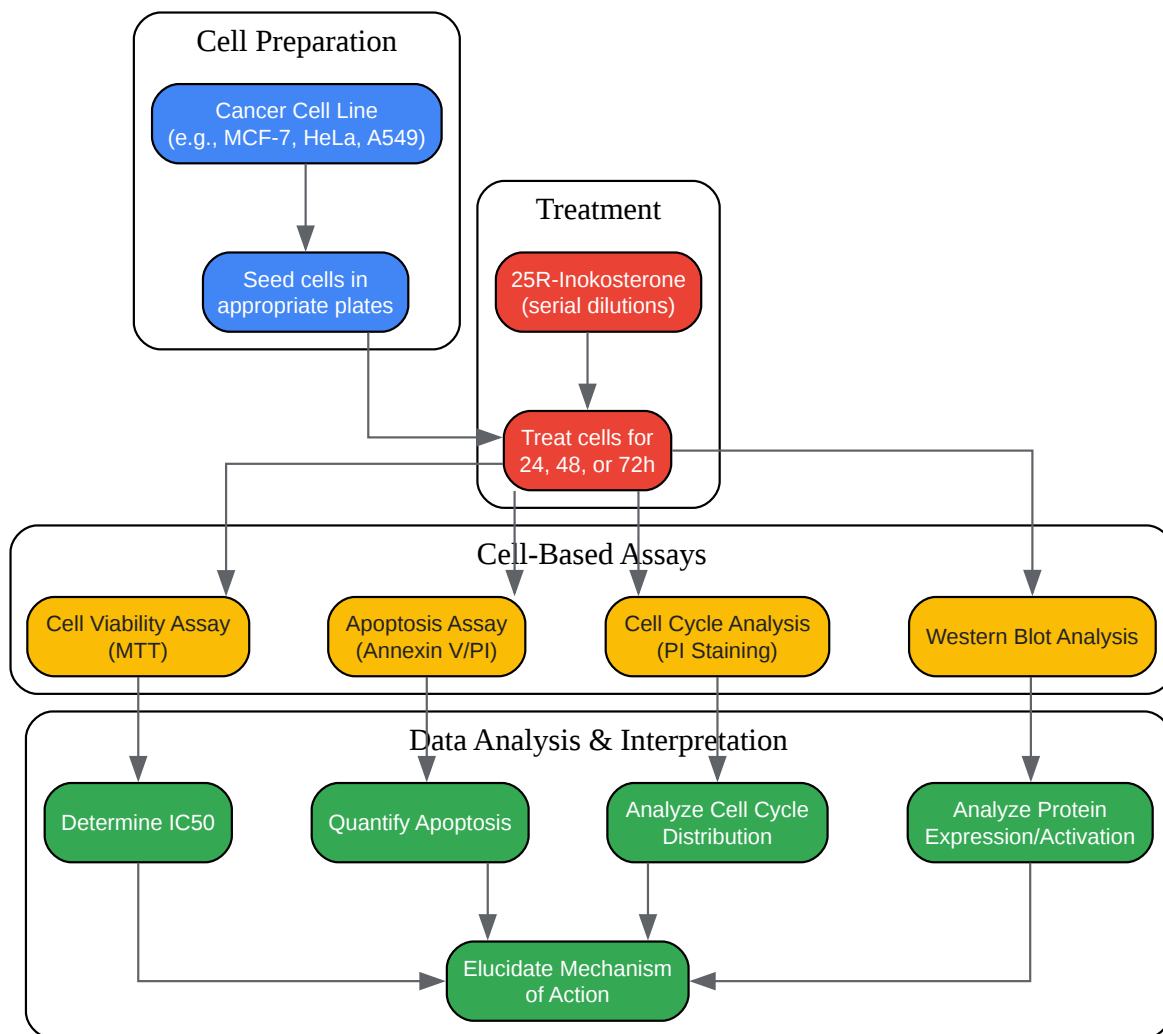 Cell Preparation
Cancer Cell Line
(e.g., MCF-7, HeLa, A549)
Seed cells in
appropriate plates
Treatment
25R-Inokosterone
(serial dilutions)
Treat cells for
24, 48, or 72h
Cell-Based Assays
Cell Viability Assay
(MTT)
Apoptosis Assay
(Annexin V/PI)
Cell Cycle Analysis
(PI Staining)
Western Blot Analysis
Data Analysis & Interpretation
Determine IC50
Quantify Apoptosis
Analyze Cell Cycle
Distribution
Analyze Protein
Expression/Activation
Elucidate Mechanism
of Action